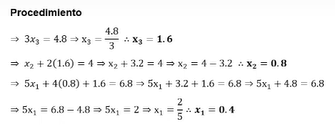 Procedimiento
⇒ 3x₃ = 4.8 ⇒ x₃ = 4.8/3 ∴ x₃ = 1.6
⇒ x₂ + 2(1.6) = 4 ⇒ x₂ + 3.2 = 4 ⇒ x₂ = 4 − 3.2 ∴ x₂ = 0.8
⇒ 5x₁ + 4(0.8) + 1.6 = 6.8 ⇒ 5x₁ + 3.2 + 1.6 = 6.8 ⇒ 5x₁ + 4.8 = 6.8
⇒ 5x₁ = 6.8 − 4.8 ⇒ 5x₁ = 2 ⇒ x₁ = 2/5 ∴ x₁ = 0.4